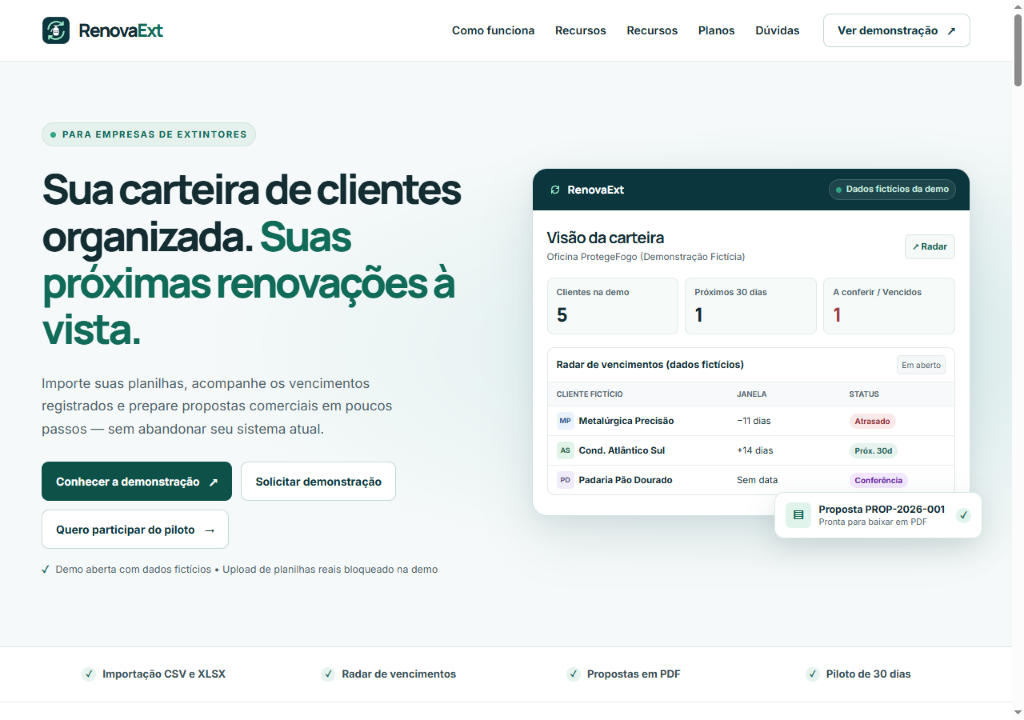 RenovaExt
Como funciona
Recursos
Recursos
Planos
Dúvidas
Ver demonstração ↗
PARA EMPRESAS DE EXTINTORES
Sua carteira de clientes
organizada. Suas
próximas renovações à
vista.
Importe suas planilhas, acompanhe os vencimentos
registrados e prepare propostas comerciais em poucos
passos — sem abandonar seu sistema atual.
Conhecer a demonstração ↗
Solicitar demonstração
Quero participar do piloto →
✓ Demo aberta com dados fictícios • Upload de planilhas reais bloqueado na demo
RenovaExt
Dados fictícios da demo
Visão da carteira
Oficina ProtegeFogo (Demonstração Fictícia)
↗ Radar
Clientes na demo
5
Próximos 30 dias
1
A conferir / Vencidos
1
Radar de vencimentos (dados fictícios)
Em aberto
CLIENTE FICTÍCIO JANELA STATUS
MP Metalúrgica Precisão −11 dias Atrasado
AS Cond. Atlântico Sul +14 dias Próx. 30d
PD Padaria Pão Dourado Sem data Conferência
Proposta PROP-2026-001
Pronta para baixar em PDF
✓
✓ Importação CSV e XLSX
✓ Radar de vencimentos
✓ Propostas em PDF
✓ Piloto de 30 dias